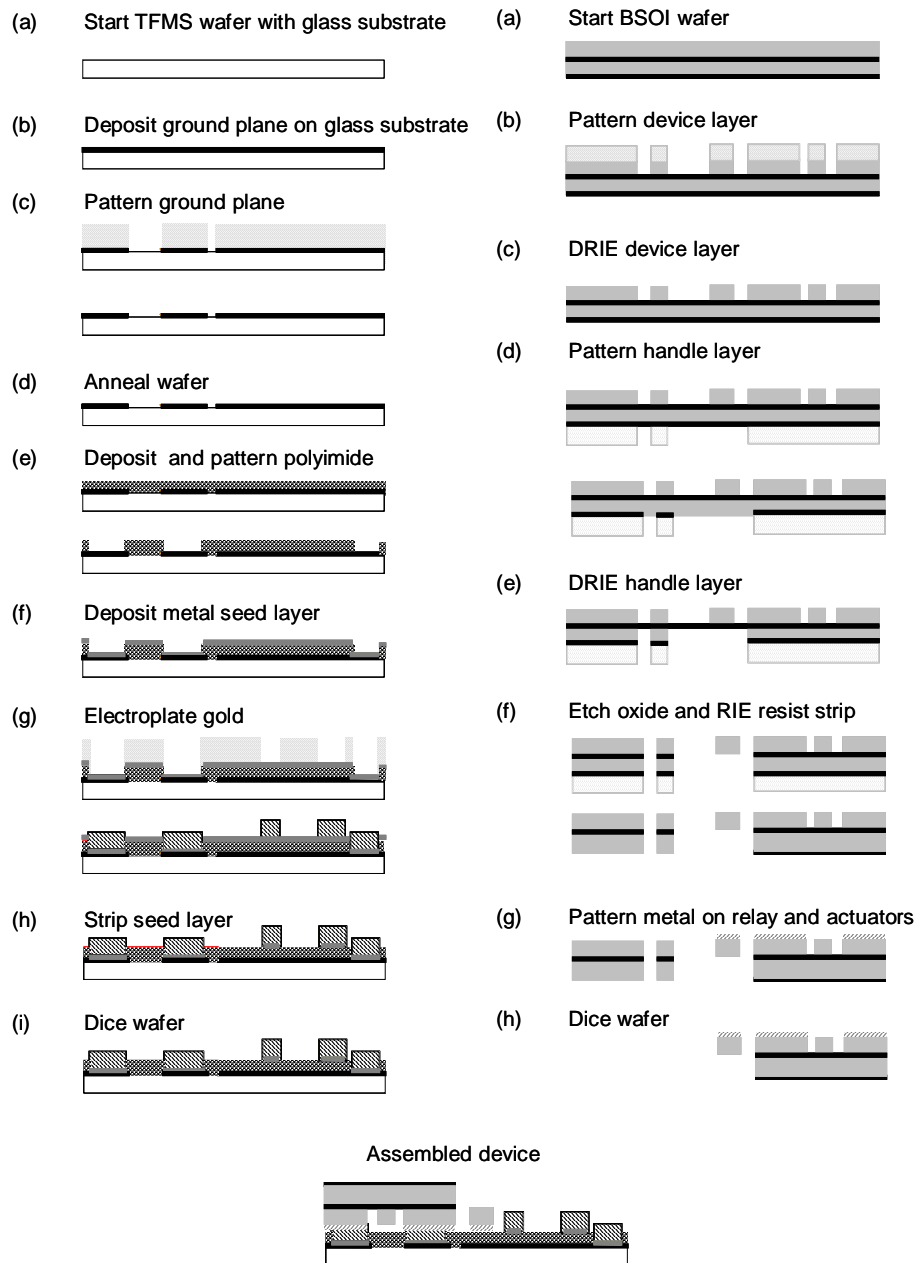 (a) Start TFMS wafer with glass substrate
(b) Deposit ground plane on glass substrate
(c) Pattern ground plane
(d) Anneal wafer
(e) Deposit and pattern polyimide
(f) Deposit metal seed layer
(g) Electroplate gold
(h) Strip seed layer
(i) Dice wafer
(a) Start BSOI wafer
(b) Pattern device layer
(c) DRIE device layer
(d) Pattern handle layer
(e) DRIE handle layer
(f) Etch oxide and RIE resist strip
(g) Pattern metal on relay and actuators
(h) Dice wafer
Assembled device